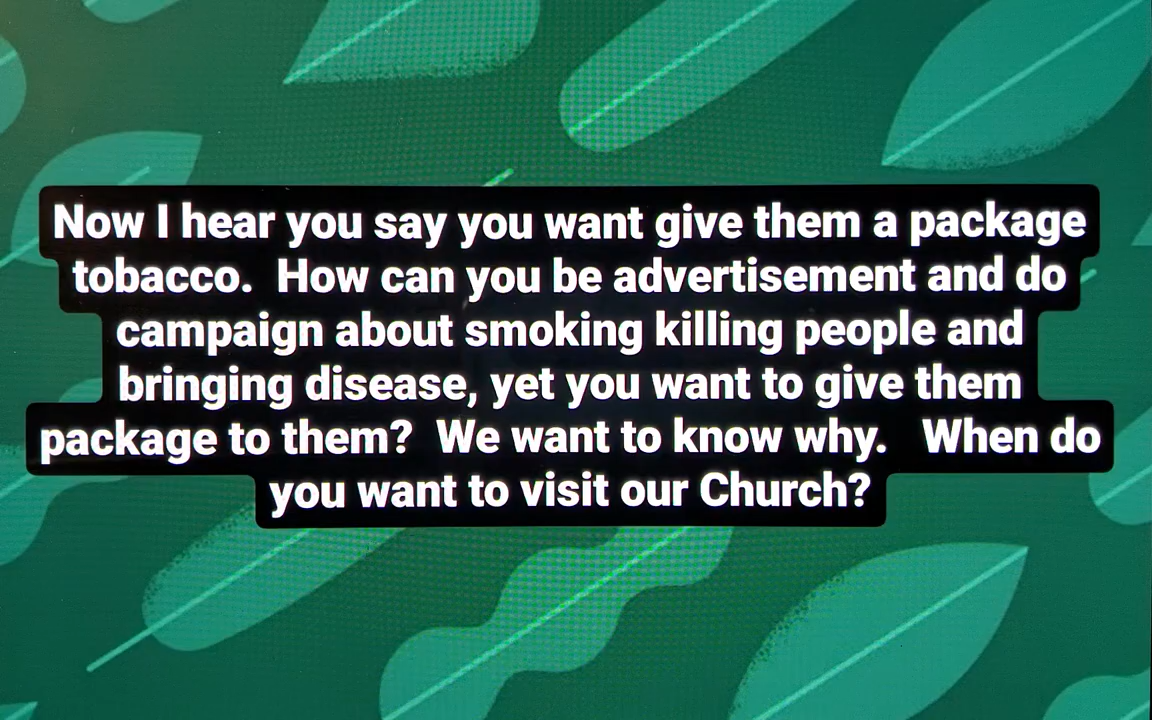 Now I hear you say you want give them a package
tobacco.  How can you be advertisement and do
campaign about smoking killing people and
bringing disease, yet you want to give them
package to them?  We want to know why.   When do
you want to visit our Church?